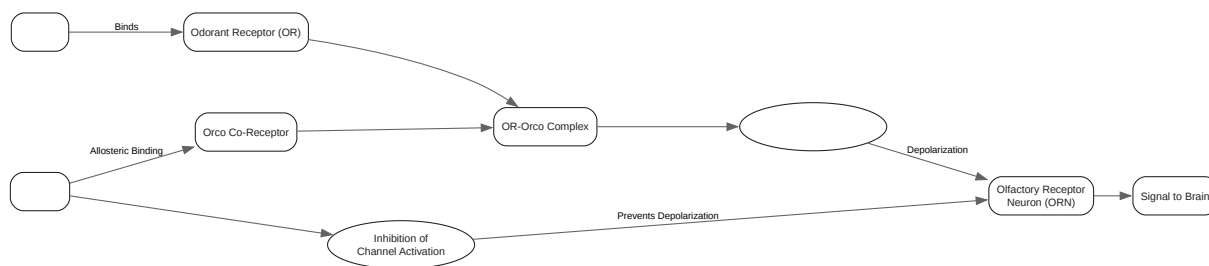 Binds
Odorant Receptor (OR)
Orco Co-Receptor
OR-Orco Complex
Allosteric Binding
Depolarization
Olfactory Receptor
Neuron (ORN)
Signal to Brain
Prevents Depolarization
Inhibition of
Channel Activation